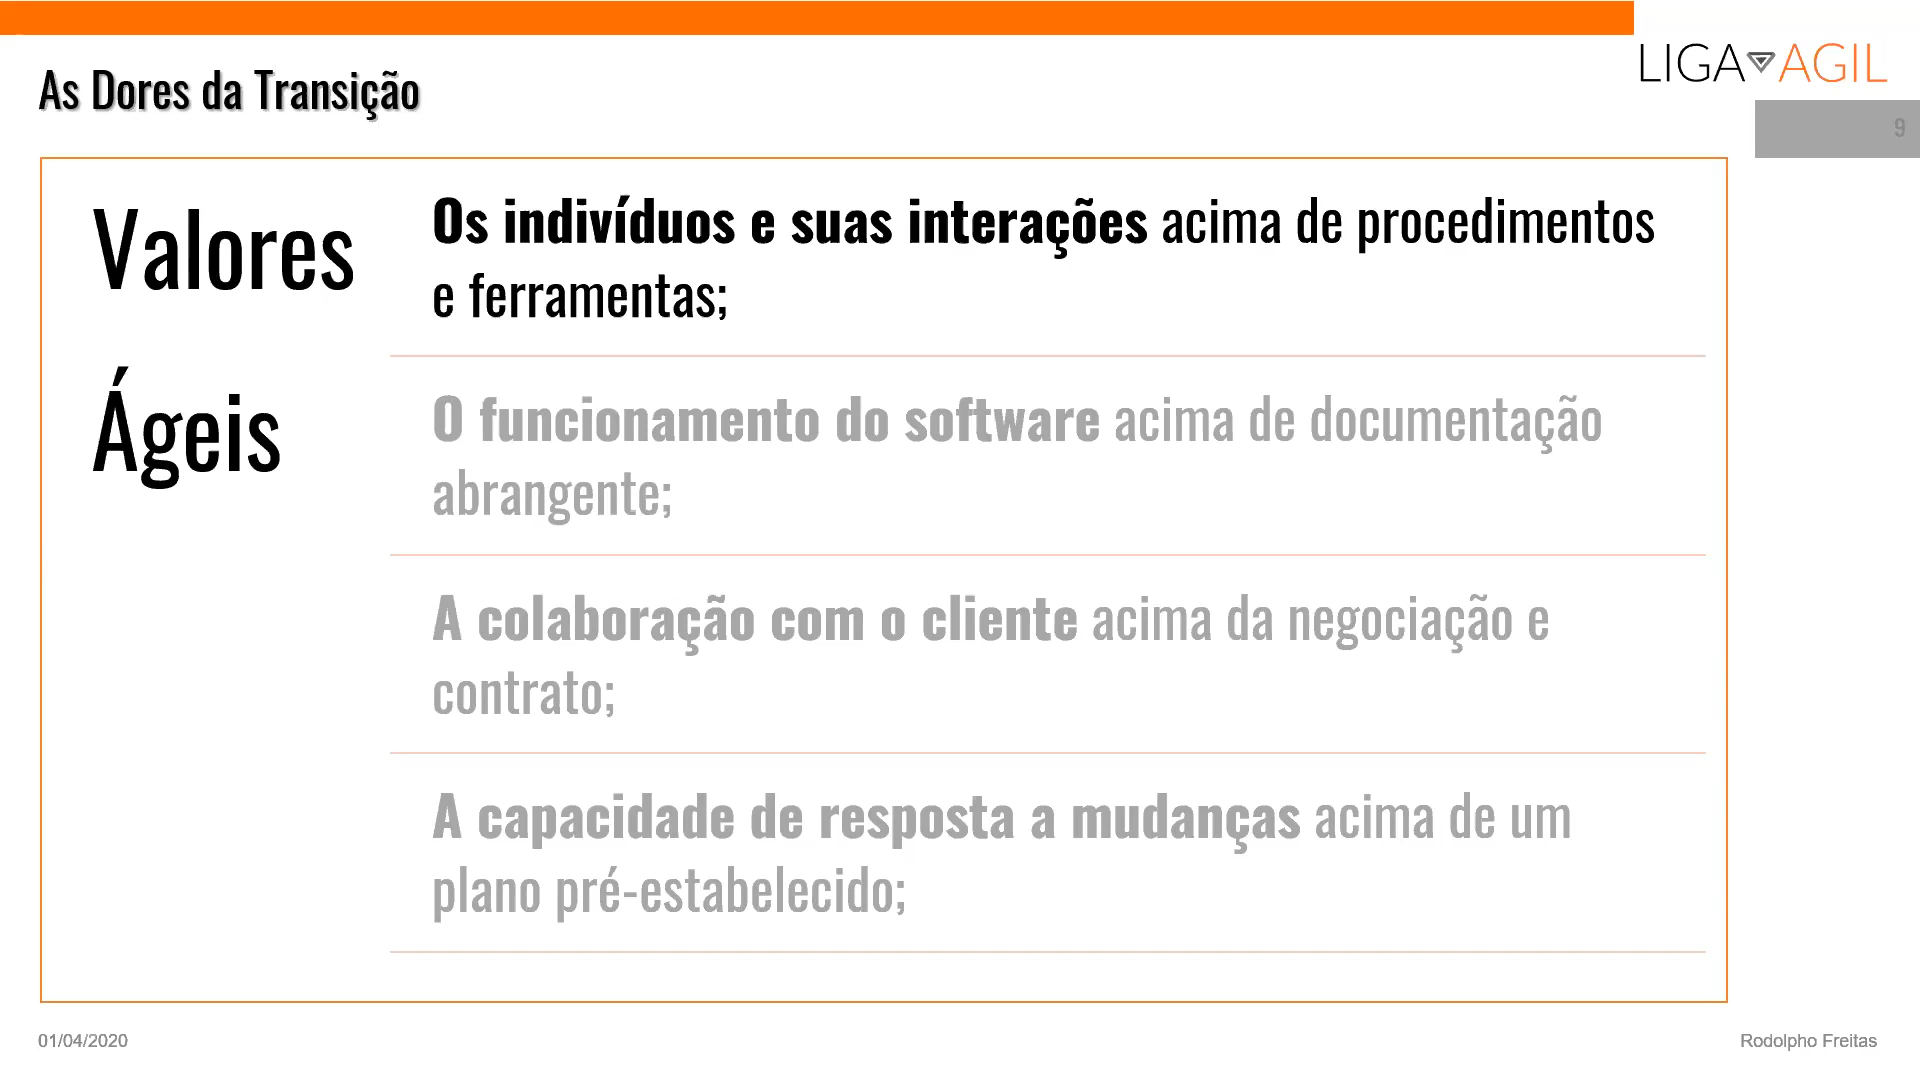 LIGA AGIL
As Dores da Transição
9
Valores
Ágeis
Os indivíduos e suas interações acima de procedimentos
e ferramentas;
O funcionamento do software acima de documentação
abrangente;
A colaboração com o cliente acima da negociação e
contrato;
A capacidade de resposta a mudanças acima de um
plano pré-estabelecido;
01/04/2020
Rodolpho Freitas